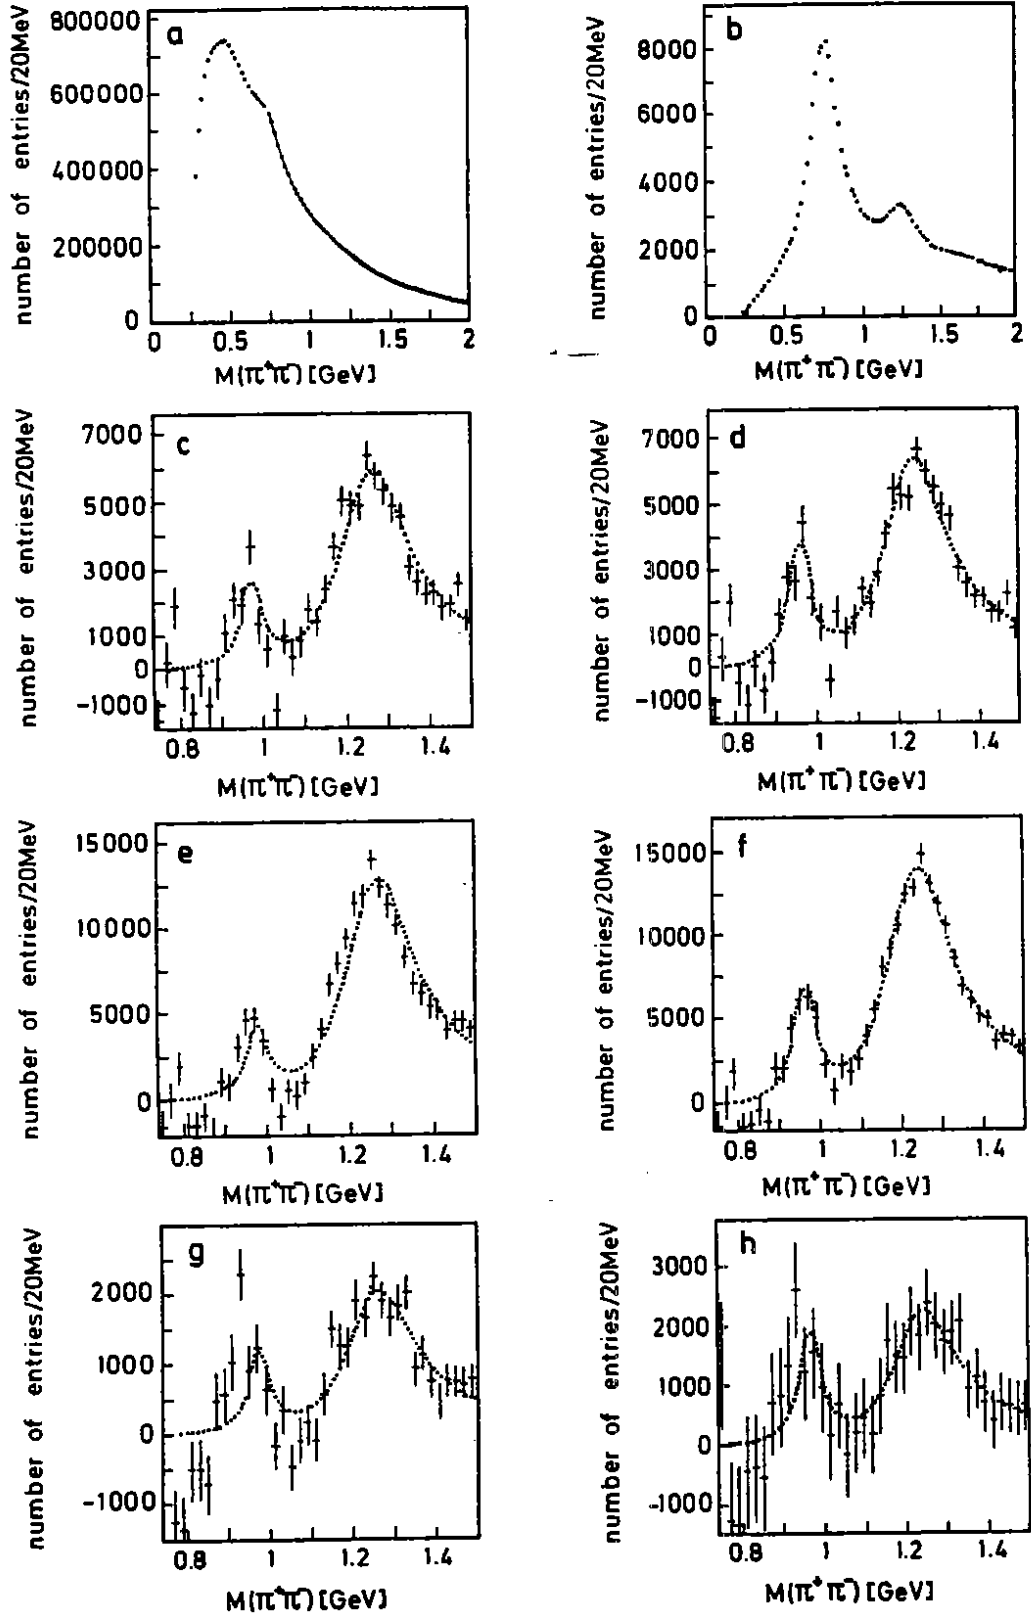 a
number of entries/20MeV
800000
600000
400000
200000
0
0 0.5 1 1.5 2
M(π⁺π⁻) [GeV]
b
number of entries/20MeV
8000
6000
4000
2000
0
0 0.5 1 1.5 2
M(π⁺π⁻) [GeV]
c
number of entries/20MeV
7000
5000
3000
1000
0
-1000
0.8 1 1.2 1.4
M(π⁺π⁻) [GeV]
d
number of entries/20MeV
7000
5000
3000
1000
0
-1000
0.8 1 1.2 1.4
M(π⁺π⁻) [GeV]
e
number of entries/20MeV
15000
10000
5000
0
0.8 1 1.2 1.4
M(π⁺π⁻) [GeV]
f
number of entries/20MeV
15000
10000
5000
0
0.8 1 1.2 1.4
M(π⁺π⁻) [GeV]
g
number of entries/20MeV
2000
1000
0
-1000
0.8 1 1.2 1.4
M(π⁺π⁻) [GeV]
h
number of entries/20MeV
3000
2000
1000
0
-1000
0.8 1 1.2 1.4
M(π⁺π⁻) [GeV]